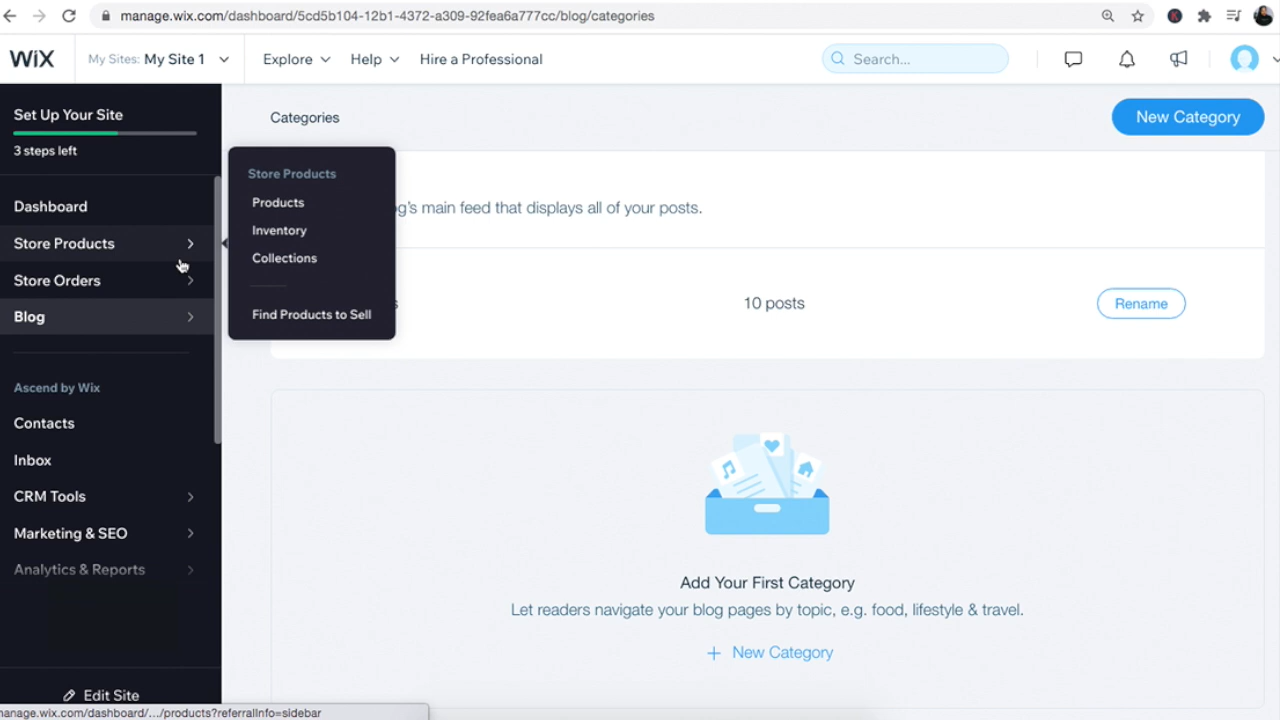 manage.wix.com/dashboard/5cd5b104-12b1-4372-a309-92fea6a777cc/blog/categories
WiX
My Sites: My Site 1
Explore
Help
Hire a Professional
Search...
Set Up Your Site
3 steps left
Dashboard
Store Products
Store Orders
Blog
Ascend by Wix
Contacts
Inbox
CRM Tools
Marketing & SEO
Analytics & Reports
Edit Site
Store Products
Products
Inventory
Collections
Find Products to Sell
Categories
New Category
main feed that displays all of your posts.
10 posts
Rename
Add Your First Category
Let readers navigate your blog pages by topic, e.g. food, lifestyle & travel.
+ New Category
manage.wix.com/dashboard/.../products?referralInfo=sidebar